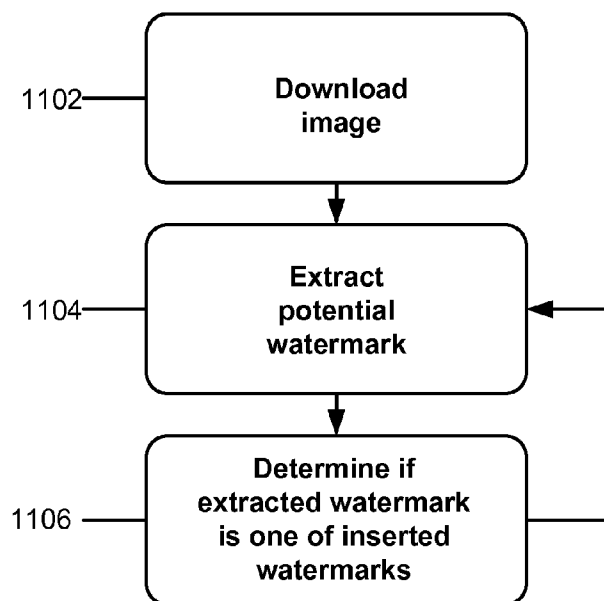 1102
Download
image
1104
Extract
potential
watermark
1106
Determine if
extracted watermark
is one of inserted
watermarks